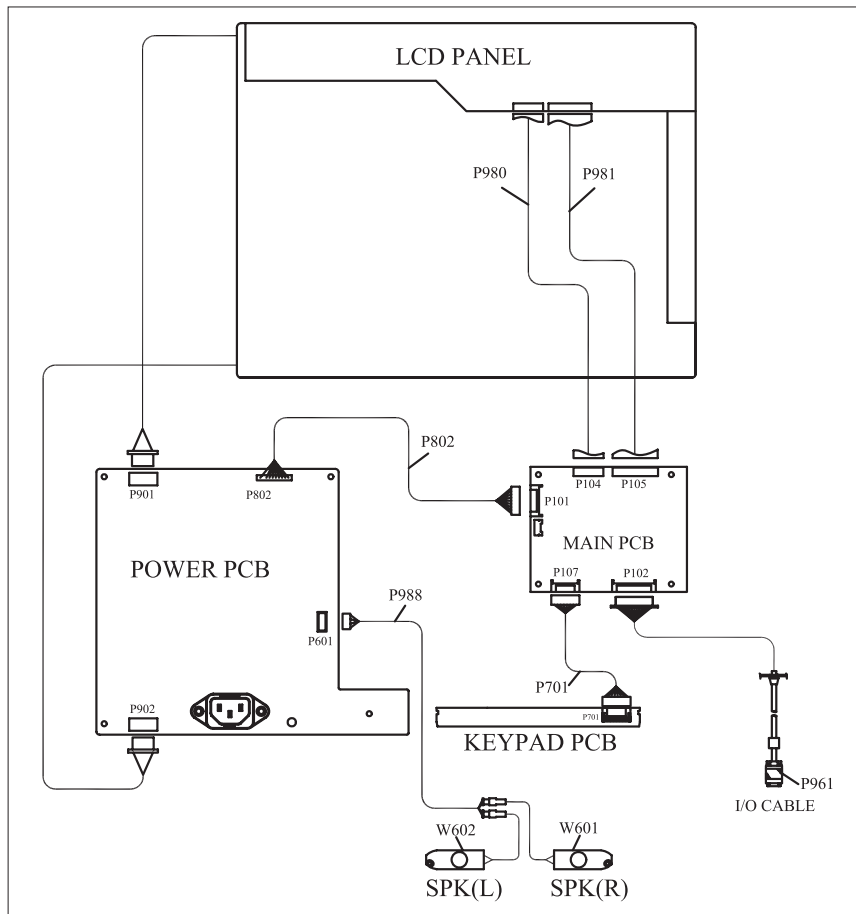 LCD PANEL
P980
P981
P802
P901
P802
P104
P105
P101
MAIN PCB
POWER PCB
P107
P102
P988
P601
P701
P902
P701
KEYPAD PCB
P961
I/O CABLE
W602
W601
SPK(L)
SPK(R)